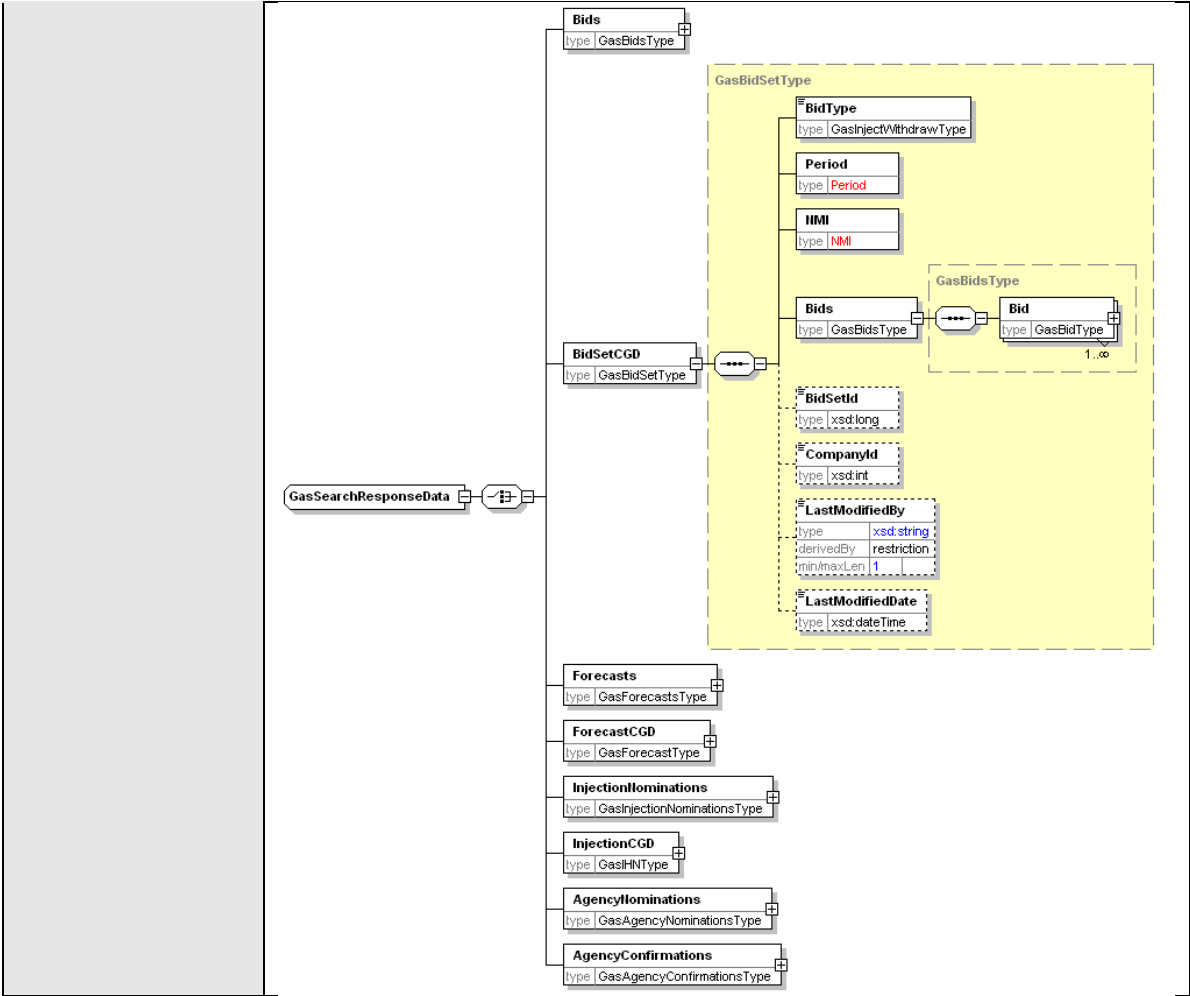 Bids
type GasBidsType
GasBidSetType
BidType
type GasInjectWithdrawType
Period
type Period
NMI
type NMI
GasBidsType
Bids
type GasBidsType
Bid
type GasBidType
1..∞
BidSetCGD
type GasBidSetType
BidSetId
type xsd:long
CompanyId
type xsd:int
GasSearchResponseData
LastModifiedBy
type xsd:string
derivedBy restriction
min/maxLen 1
LastModifiedDate
type xsd:dateTime
Forecasts
type GasForecastsType
ForecastCGD
type GasForecastType
InjectionNominations
type GasInjectionNominationsType
InjectionCGD
type GasIHNType
AgencyNominations
type GasAgencyNominationsType
AgencyConfirmations
type GasAgencyConfirmationsType